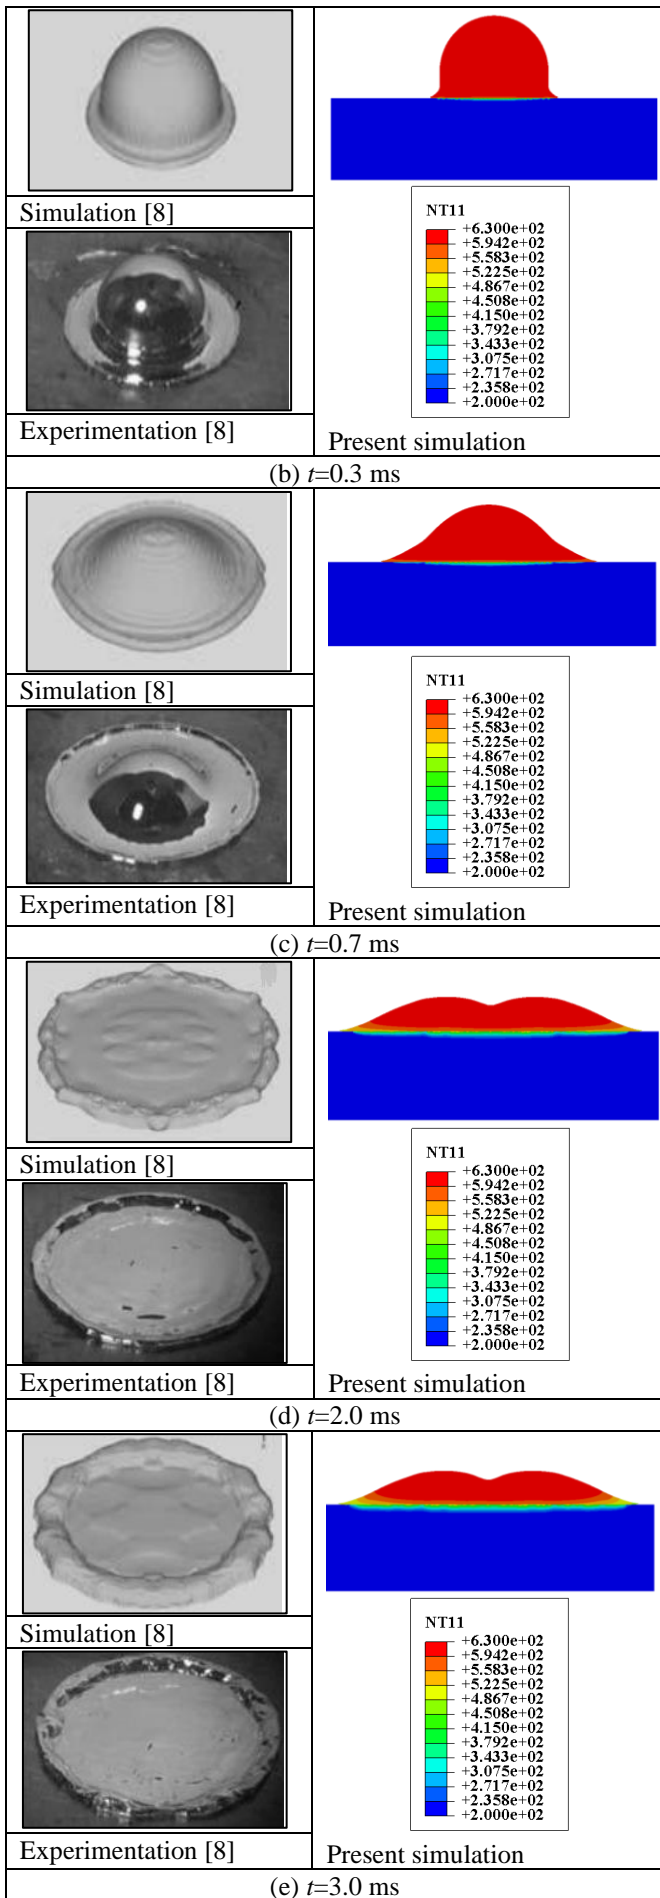 Simulation [8]
Experimentation [8]
NT11
+6.300e+02
+5.942e+02
+5.583e+02
+5.225e+02
+4.867e+02
+4.508e+02
+4.150e+02
+3.792e+02
+3.433e+02
+3.075e+02
+2.717e+02
+2.358e+02
+2.000e+02
Present simulation
(b) t=0.3 ms
Simulation [8]
Experimentation [8]
NT11
+6.300e+02
+5.942e+02
+5.583e+02
+5.225e+02
+4.867e+02
+4.508e+02
+4.150e+02
+3.792e+02
+3.433e+02
+3.075e+02
+2.717e+02
+2.358e+02
+2.000e+02
Present simulation
(c) t=0.7 ms
Simulation [8]
Experimentation [8]
NT11
+6.300e+02
+5.942e+02
+5.583e+02
+5.225e+02
+4.867e+02
+4.508e+02
+4.150e+02
+3.792e+02
+3.433e+02
+3.075e+02
+2.717e+02
+2.358e+02
+2.000e+02
Present simulation
(d) t=2.0 ms
Simulation [8]
Experimentation [8]
NT11
+6.300e+02
+5.942e+02
+5.583e+02
+5.225e+02
+4.867e+02
+4.508e+02
+4.150e+02
+3.792e+02
+3.433e+02
+3.075e+02
+2.717e+02
+2.358e+02
+2.000e+02
Present simulation
(e) t=3.0 ms